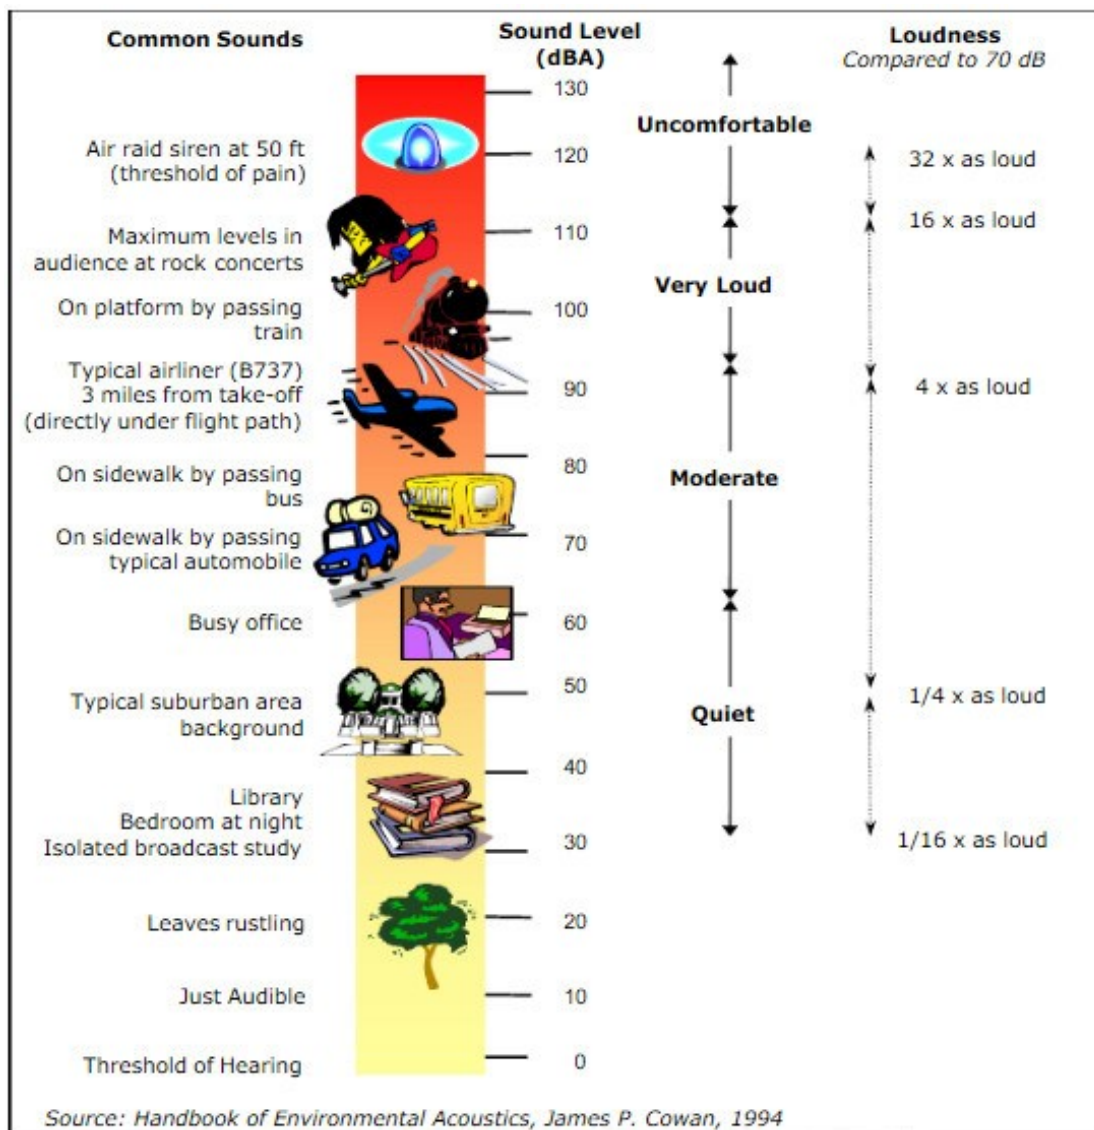 Common Sounds
Sound Level
(dBA)
Loudness
Compared to 70 dB
130
Uncomfortable
Air raid siren at 50 ft
(threshold of pain)
120
32 x as loud
16 x as loud
Maximum levels in
audience at rock concerts
110
Very Loud
On platform by passing
train
100
Typical airliner (B737)
3 miles from take-off
(directly under flight path)
90
4 x as loud
On sidewalk by passing
bus
80
Moderate
On sidewalk by passing
typical automobile
70
Busy office
60
Typical suburban area
background
50
1/4 x as loud
Quiet
40
Library
Bedroom at night
Isolated broadcast study
30
1/16 x as loud
Leaves rustling
20
Just Audible
10
Threshold of Hearing
0
Source: Handbook of Environmental Acoustics, James P. Cowan, 1994